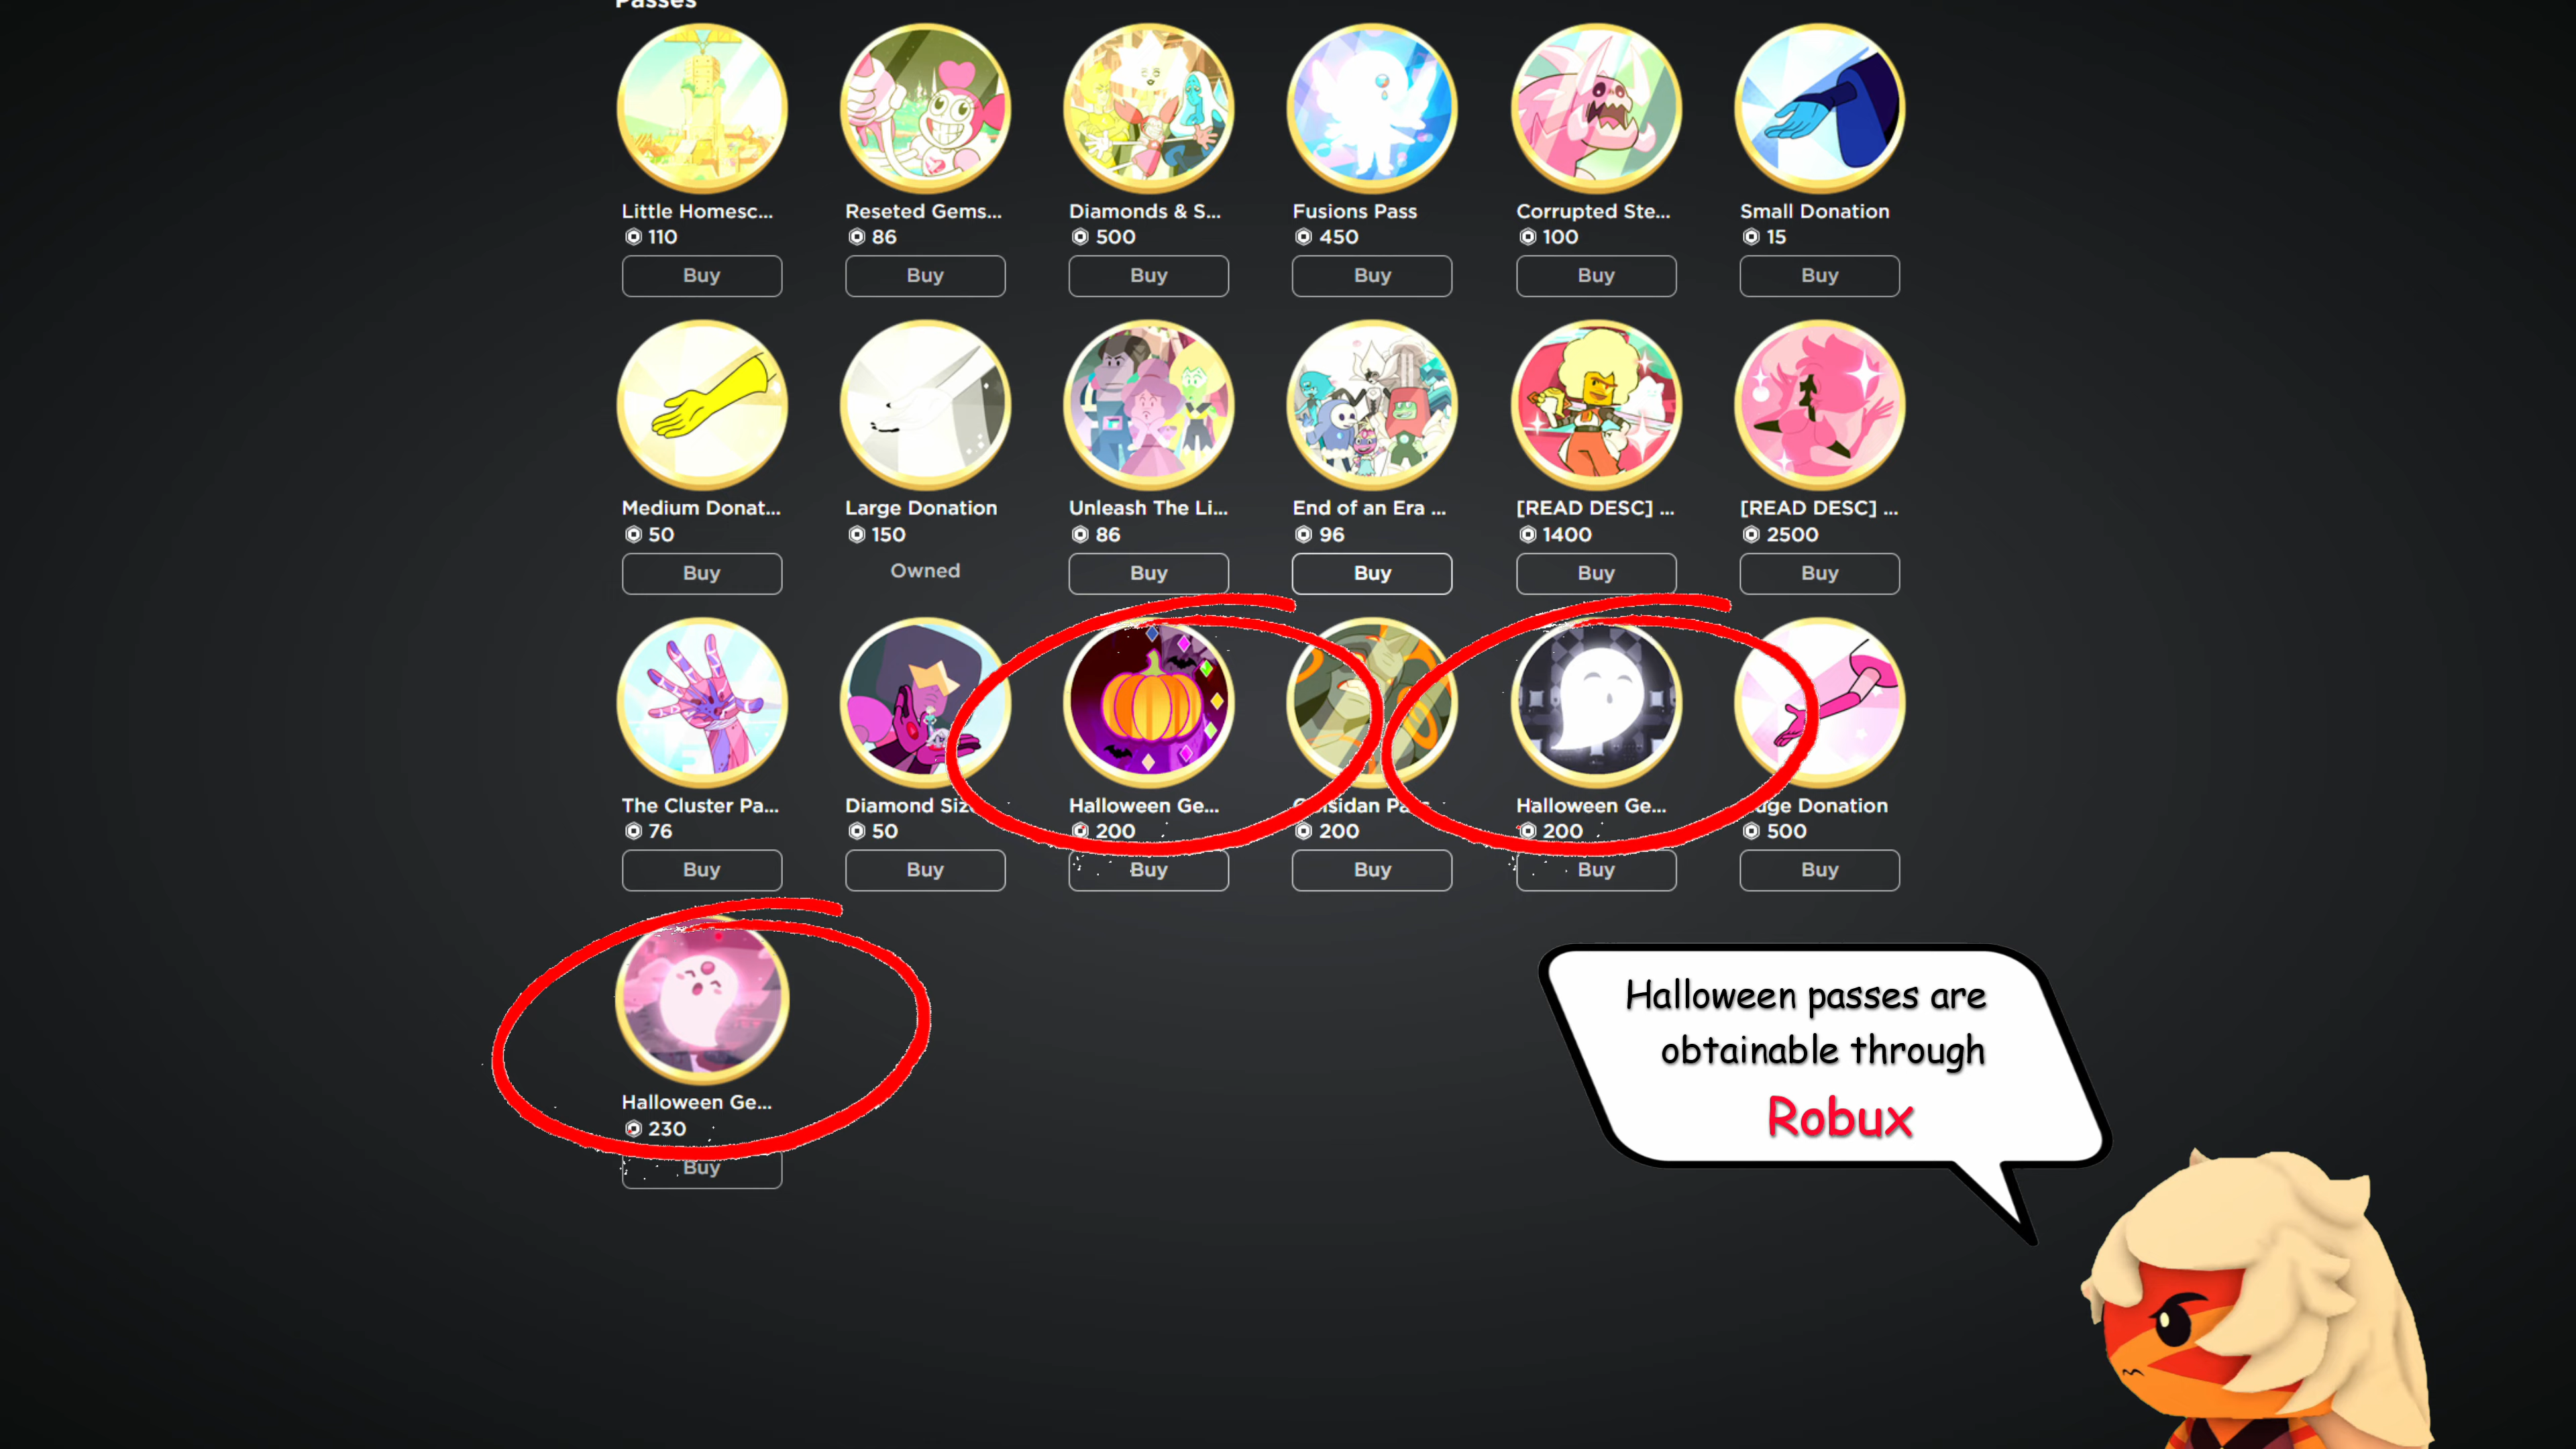 Passes
Little Homesc... Reseted Gems... Diamonds & S... Fusions Pass Corrupted Ste... Small Donation
110 86 500 450 100 15
Buy Buy Buy Buy Buy Buy
Medium Donat... Large Donation Unleash The Li... End of an Era ... [READ DESC] ... [READ DESC] ...
50 150 86 96 1400 2500
Buy Owned Buy Buy Buy Buy
The Cluster Pa... Diamond Siz Halloween Ge... Halloween Ge... Donation
76 50 200 200 200 500
Buy Buy Buy Buy Buy Buy
Halloween Ge...
230
Buy
Halloween passes are
obtainable through
Robux